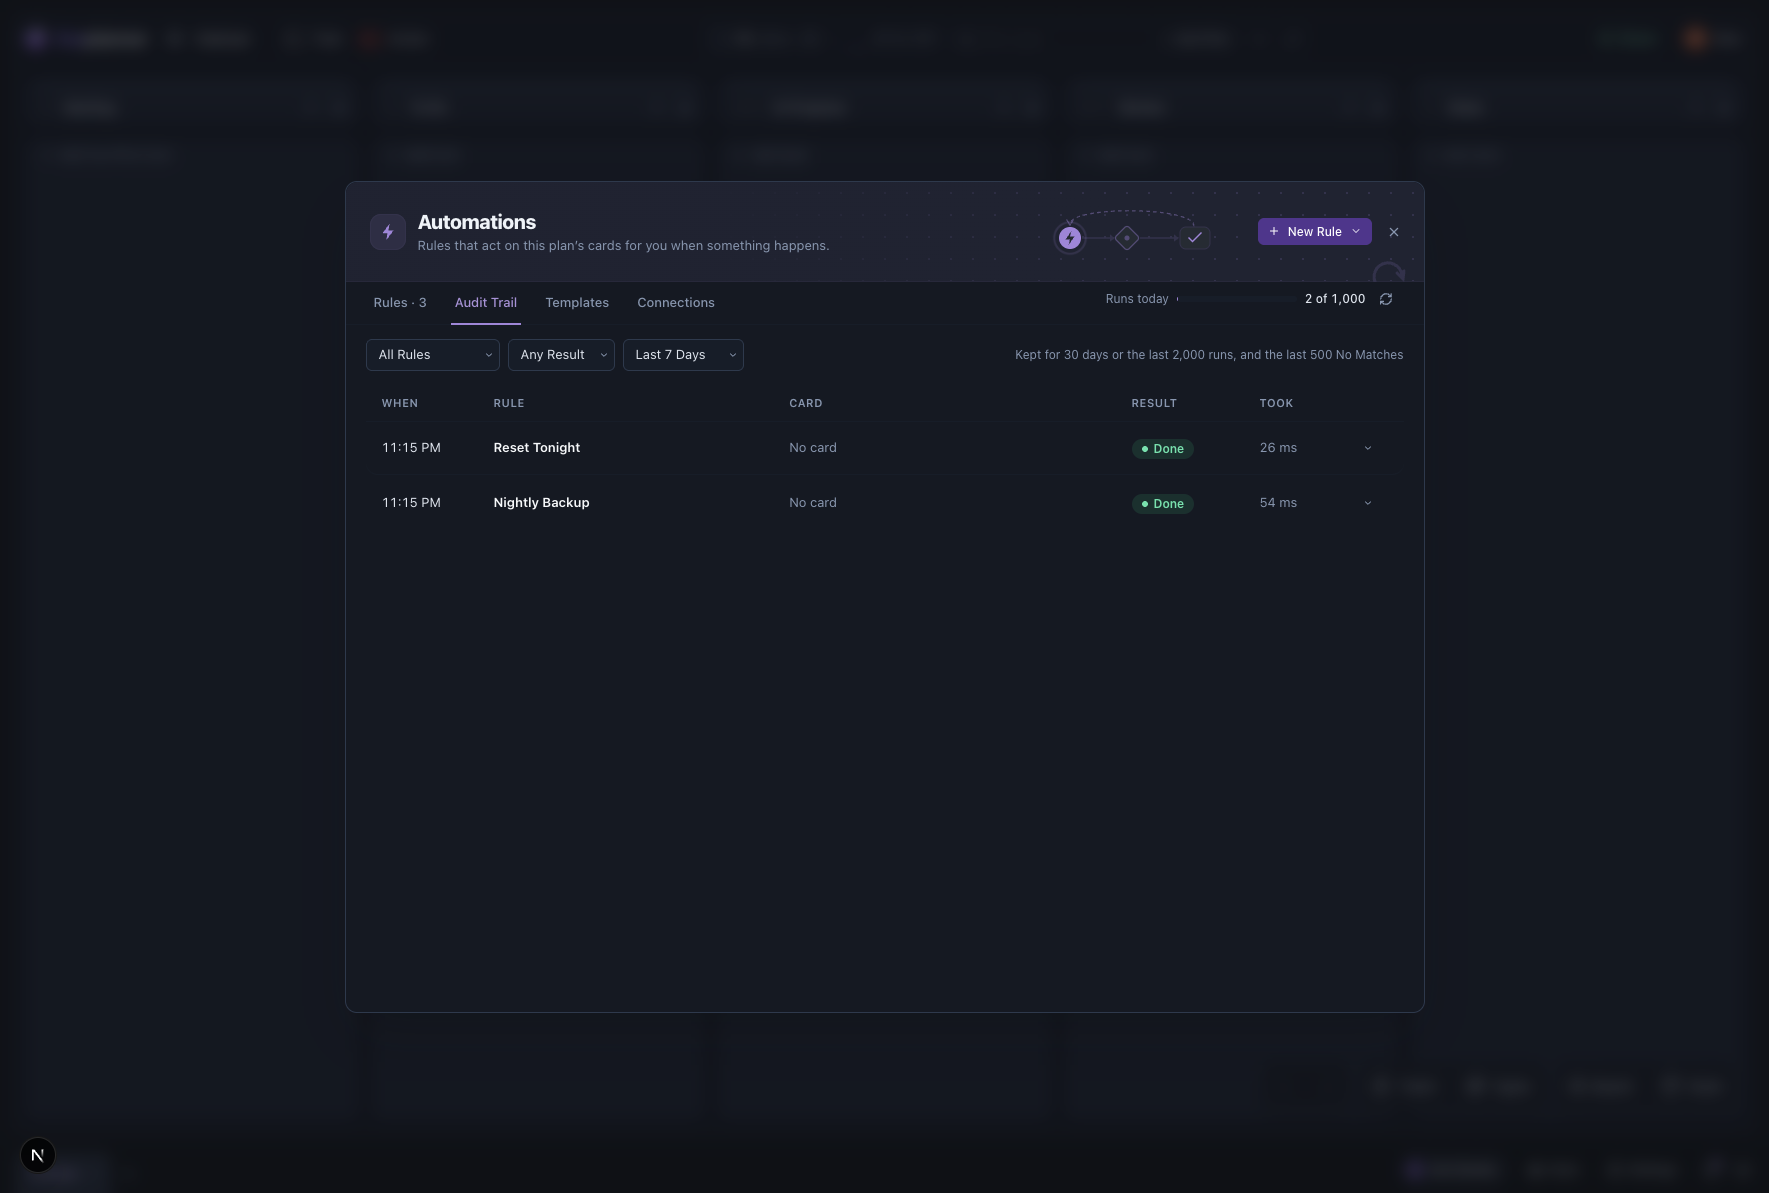 Automations
Rules that act on this plan's cards for you when something happens.
+ New Rule
Rules · 3
Audit Trail
Templates
Connections
Runs today
2 of 1,000
All Rules
Any Result
Last 7 Days
Kept for 30 days or the last 2,000 runs, and the last 500 No Matches
WHEN RULE CARD RESULT TOOK
11:15 PM Reset Tonight No card Done 26 ms
11:15 PM Nightly Backup No card Done 54 ms
N